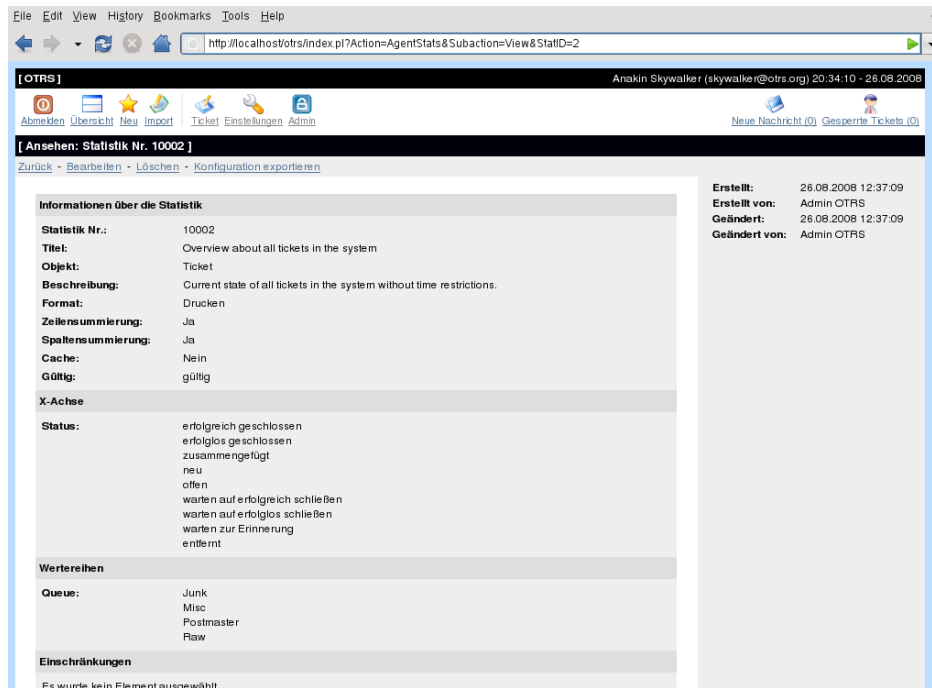 File Edit View History Bookmarks Tools Help
http://localhost/otrs/index.pl?Action=AgentStats&Subaction=View&StatID=2
[ OTRS ] Anakin Skywalker (skywalker@otrs.org) 20:34:10 - 26.08.2008
Abmelden Übersicht Neu Import Ticket Einstellungen Admin Neue Nachricht (0) Gesperrte Tickets (0)
[ Ansehen: Statistik Nr. 10002 ]
Zurück - Bearbeiten - Löschen - Konfiguration exportieren
Erstellt: 26.08.2008 12:37:09
Erstellt von: Admin OTRS
Geändert: 26.08.2008 12:37:09
Geändert von: Admin OTRS
Informationen über die Statistik
Statistik Nr.: 10002
Titel: Overview about all tickets in the system
Objekt: Ticket
Beschreibung: Current state of all tickets in the system without time restrictions.
Format: Drucken
Zeilensummierung: Ja
Spaltensummierung: Ja
Cache: Nein
Gültig: gültig
X-Achse
Status: erfolgreich geschlossen
erfolglos geschlossen
zusammengefügt
neu
offen
warten auf erfolgreich schließen
warten auf erfolglos schließen
warten zur Erinnerung
entfernt
Wertereihen
Queue: Junk
Misc
Postmaster
Raw
Einschränkungen
Es wurde kein Element ausgewählt